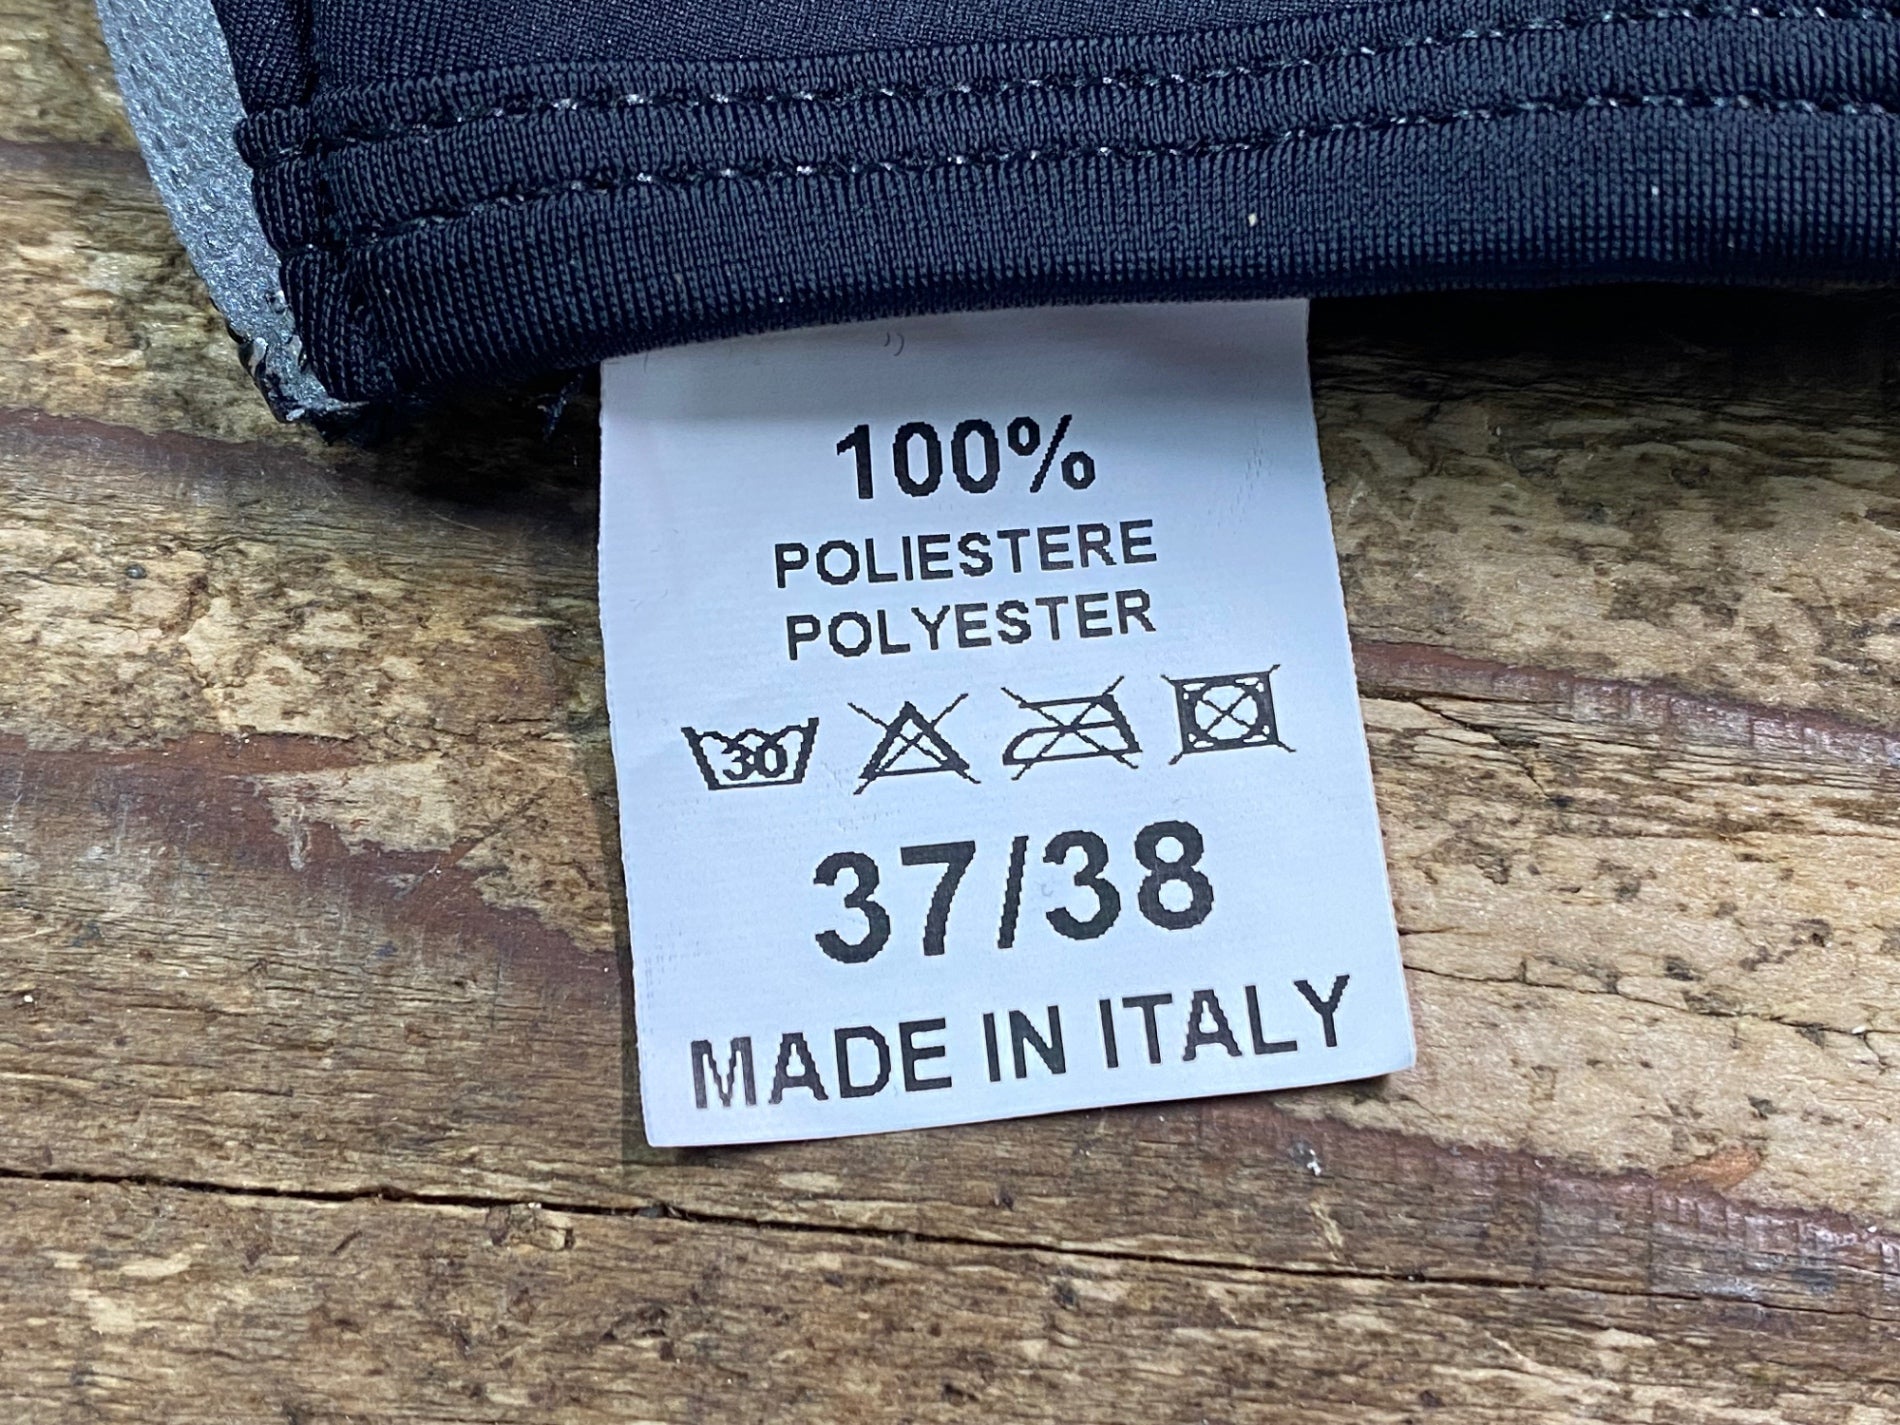 100%
POLIESTERE
POLYESTER
30
37/38
MADE IN ITALY